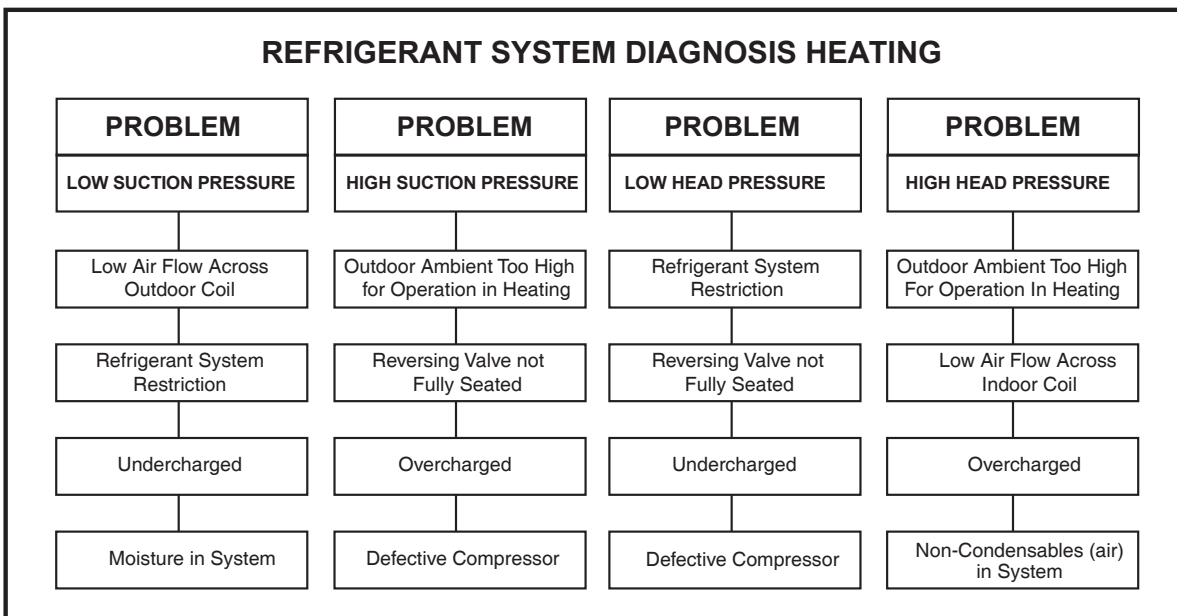 REFRIGERANT SYSTEM DIAGNOSIS HEATING
PROBLEM
LOW SUCTION PRESSURE
Low Air Flow Across
Outdoor Coil
Refrigerant System
Restriction
Undercharged
Moisture in System
PROBLEM
HIGH SUCTION PRESSURE
Outdoor Ambient Too High
for Operation in Heating
Reversing Valve not
Fully Seated
Overcharged
Defective Compressor
PROBLEM
LOW HEAD PRESSURE
Refrigerant System
Restriction
Reversing Valve not
Fully Seated
Undercharged
Defective Compressor
PROBLEM
HIGH HEAD PRESSURE
Outdoor Ambient Too High
For Operation In Heating
Low Air Flow Across
Indoor Coil
Overcharged
Non-Condensables (air)
in System